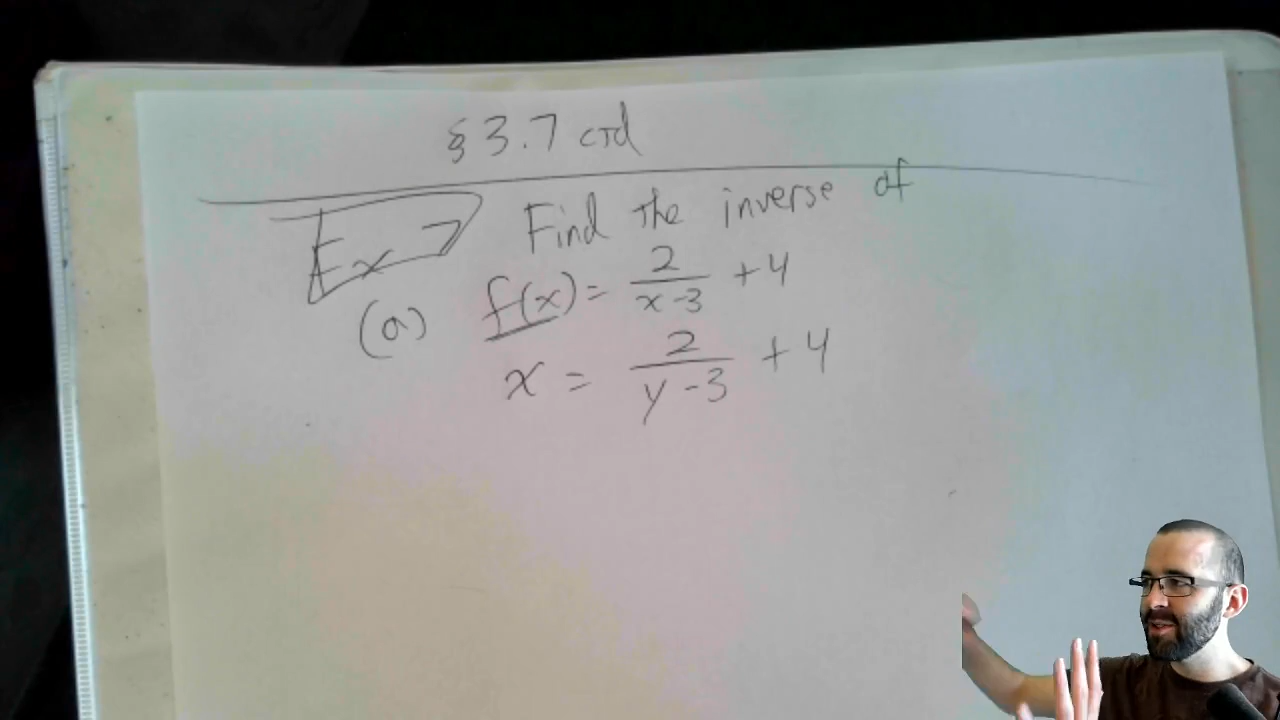 § 3.7 ctd
Ex 7 Find the inverse of
(a) f(x) = 2/(x-3) + 4
x = 2/(y-3) + 4